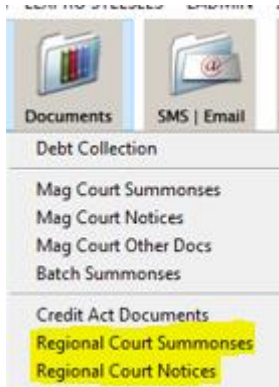 Documents SMS | Email
Debt Collection
Mag Court Summonses
Mag Court Notices
Mag Court Other Docs
Batch Summonses
Credit Act Documents
Regional Court Summonses
Regional Court Notices